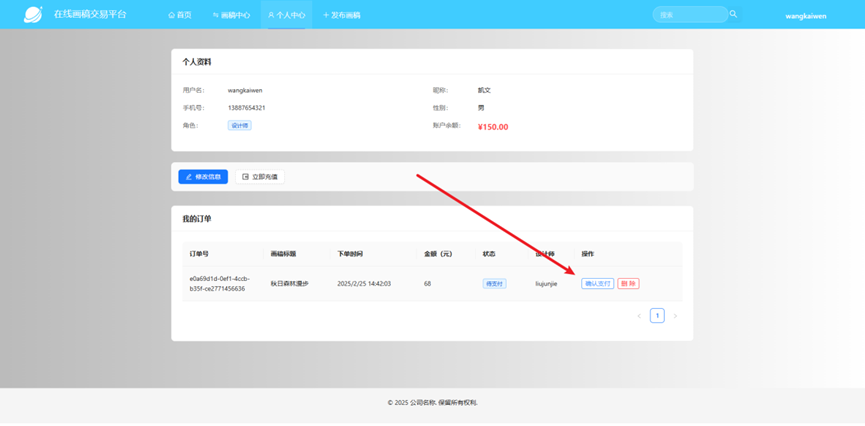 在线画稿交易平台 首页 画稿中心 个人中心 + 发布画稿 搜索 wangkaiwen
个人资料
用户名： wangkaiwen 昵称： 凯文
手机号： 13887654321 性别： 男
角色： 设计师 账户余额： ¥150.00
修改信息 立即充值
我的订单
订单号 画稿标题 下单时间 金额（元） 状态 设计师 操作
e0a69d1d-0ef1-4ccb-
b35f-ce2771456636 秋日森林漫步 2025/2/25 14:42:03 68 待支付 liujunjie 确认支付 删 除
< 1 >
© 2025 公司名称. 保留所有权利.